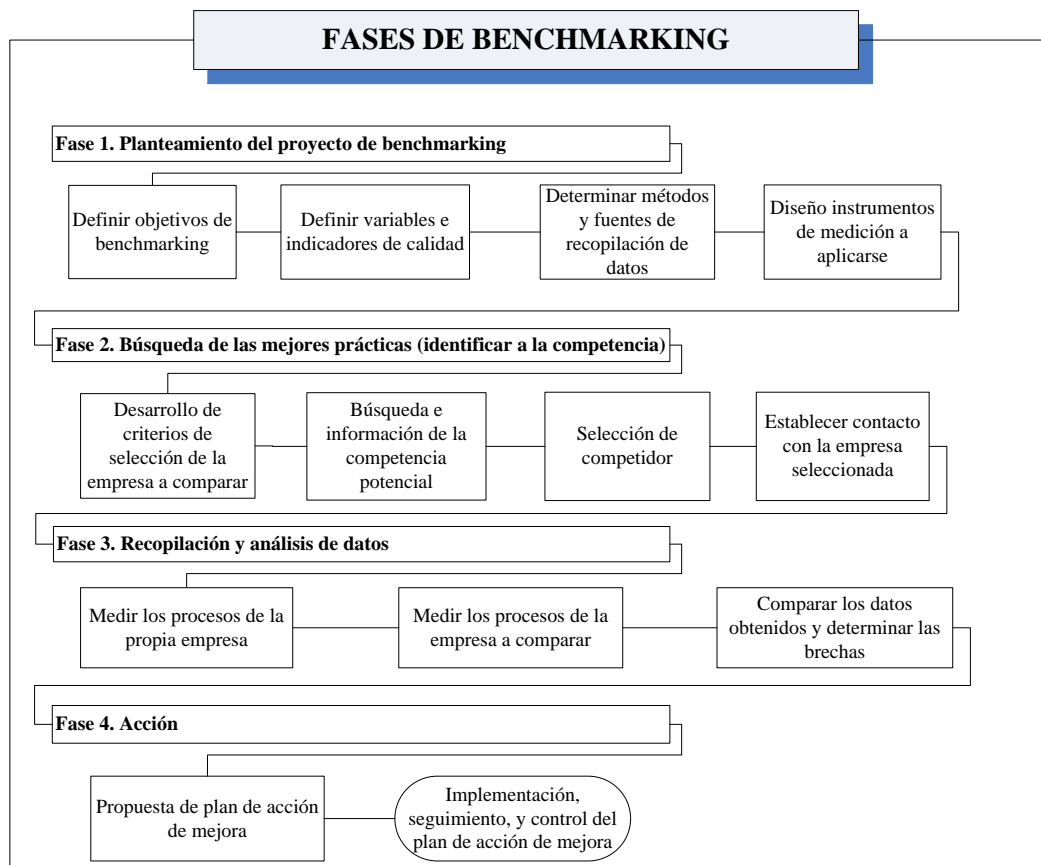 FASES DE BENCHMARKING
Fase 1. Planteamiento del proyecto de benchmarking
Definir objetivos de
benchmarking
Definir variables e
indicadores de calidad
Determinar métodos
y fuentes de
recopilación de
datos
Diseño instrumentos
de medición a
aplicarse
Fase 2. Búsqueda de las mejores prácticas (identificar a la competencia)
Desarrollo de
criterios de
selección de la
empresa a comparar
Búsqueda e
información de la
competencia
potencial
Selección de
competidor
Establecer contacto
con la empresa
seleccionada
Fase 3. Recopilación y análisis de datos
Medir los procesos de la
propia empresa
Medir los procesos de la
empresa a comparar
Comparar los datos
obtenidos y determinar las
brechas
Fase 4. Acción
Propuesta de plan de acción
de mejora
Implementación,
seguimiento, y control del
plan de acción de mejora